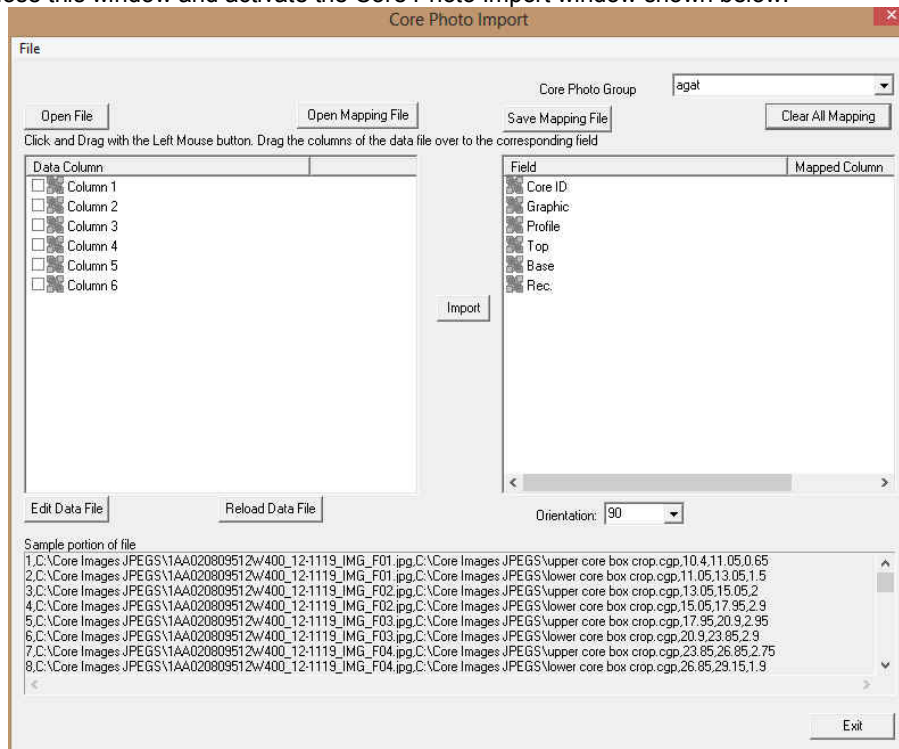 ose this window and activate the Core Photo Import window shown below.
Core Photo Import
File
Core Photo Group agat
Open File Open Mapping File Save Mapping File Clear All Mapping
Click and Drag with the Left Mouse button. Drag the columns of the data file over to the corresponding field
Data Column Field Mapped Column
Column 1 Core ID
Column 2 Graphic
Column 3 Profile
Column 4 Top
Column 5 Base
Column 6 Rec.
Import
Edit Data File Reload Data File Orientation: 90
Sample portion of file
1,C:\Core Images JPEGS\1AA020809512W400_12-1119_IMG_F01.jpg,C:\Core Images JPEGS\upper core box crop.cgp,10.4,11.05,0.65
2,C:\Core Images JPEGS\1AA020809512W400_12-1119_IMG_F01.jpg,C:\Core Images JPEGS\lower core box crop.cgp,11.05,13.05,1.5
3,C:\Core Images JPEGS\1AA020809512W400_12-1119_IMG_F02.jpg,C:\Core Images JPEGS\upper core box crop.cgp,13.05,15.05,2
4,C:\Core Images JPEGS\1AA020809512W400_12-1119_IMG_F02.jpg,C:\Core Images JPEGS\lower core box crop.cgp,15.05,17.95,2.9
5,C:\Core Images JPEGS\1AA020809512W400_12-1119_IMG_F03.jpg,C:\Core Images JPEGS\upper core box crop.cgp,17.95,20.9,2.95
6,C:\Core Images JPEGS\1AA020809512W400_12-1119_IMG_F03.jpg,C:\Core Images JPEGS\lower core box crop.cgp,20.9,23.85,2.9
7,C:\Core Images JPEGS\1AA020809512W400_12-1119_IMG_F04.jpg,C:\Core Images JPEGS\upper core box crop.cgp,23.85,26.85,2.75
8,C:\Core Images JPEGS\1AA020809512W400_12-1119_IMG_F04.jpg,C:\Core Images JPEGS\lower core box crop.cgp,26.85,29.15,1.9
Exit